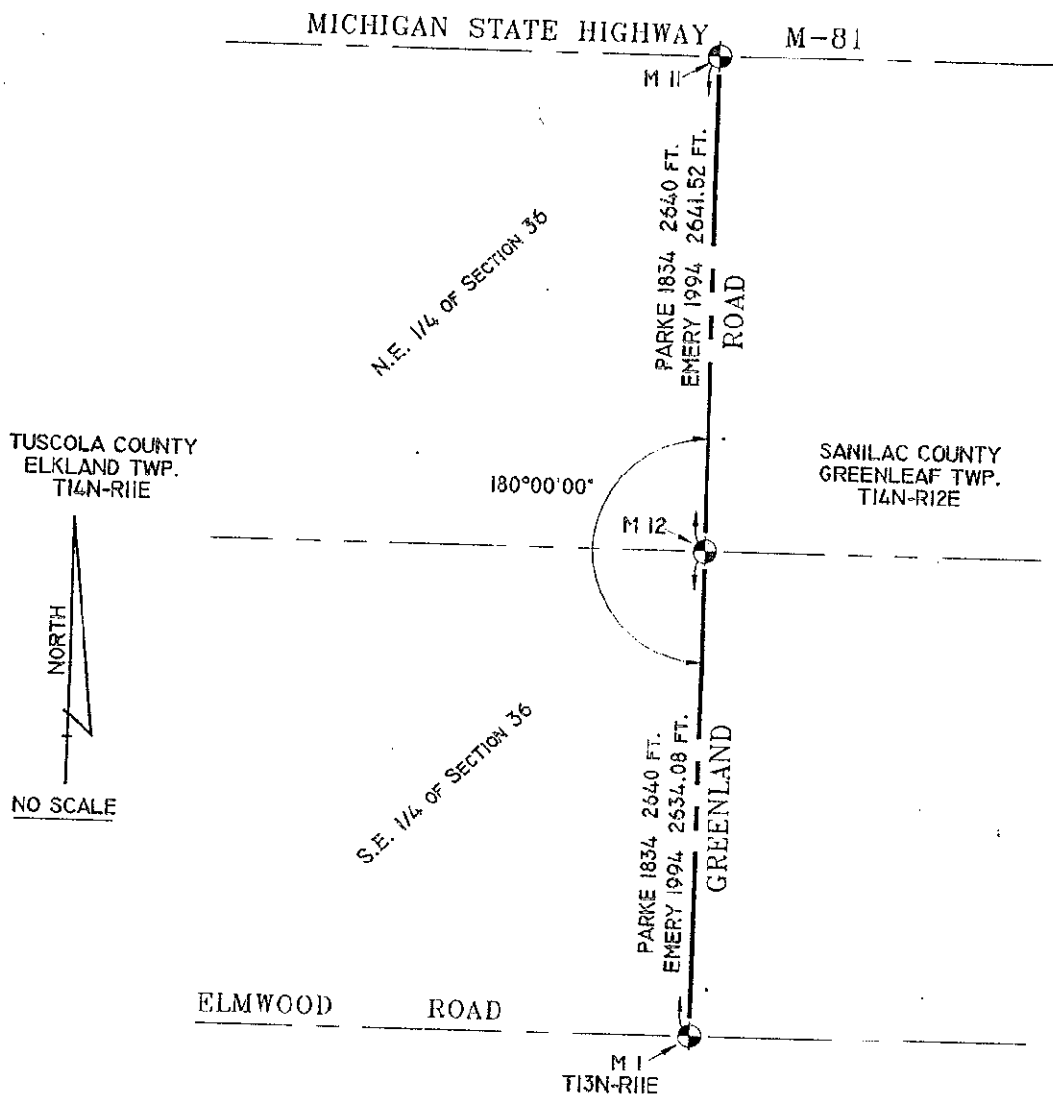 MICHIGAN STATE HIGHWAY M-81
M 11
PARKE 1834 2640 FT.
EMERY 1994 2641.52 FT.
ROAD
N.E. 1/4 OF SECTION 36
TUSCOLA COUNTY
ELKLAND TWP.
T14N-R11E
SANILAC COUNTY
GREENLEAF TWP.
T14N-R12E
180°00'00"
M 12
NORTH
NO SCALE
S.E. 1/4 OF SECTION 36
PARKE 1834 2640 FT.
EMERY 1994 2634.08 FT.
GREENLAND
ELMWOOD ROAD
M 1
T13N-R11E